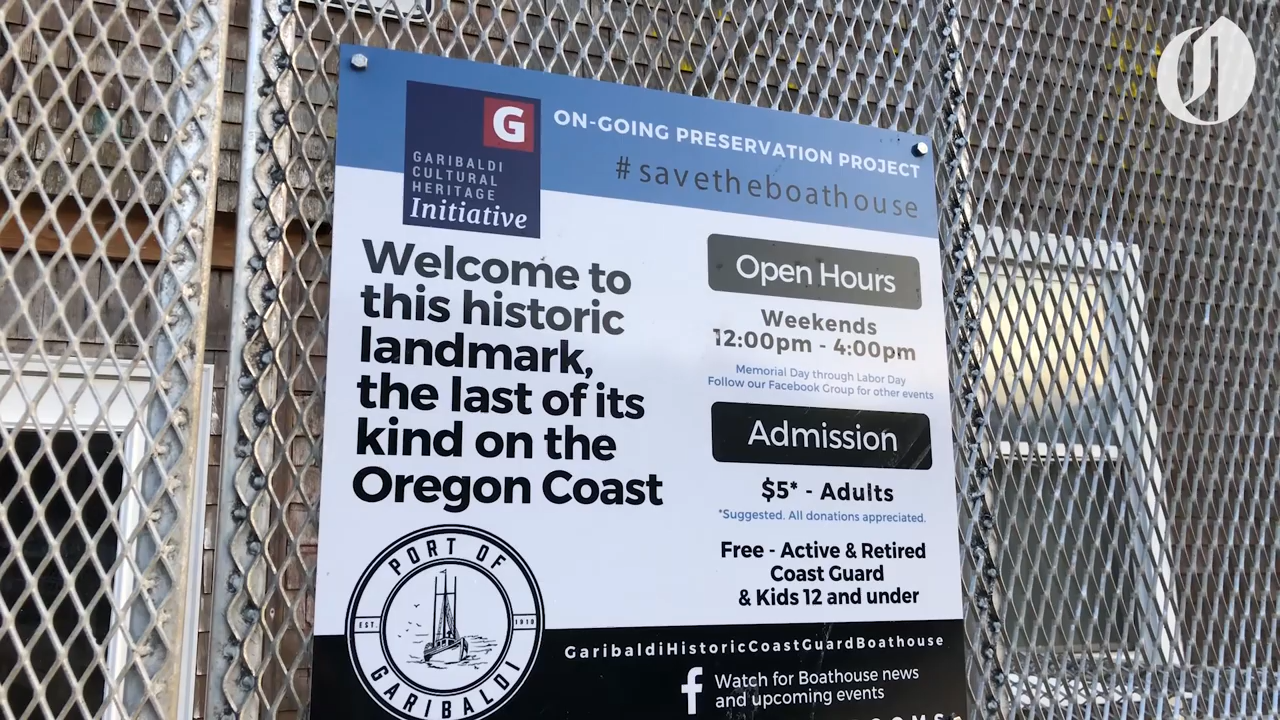 G
GARIBALDI
CULTURAL
HERITAGE
Initiative
ON-GOING PRESERVATION PROJECT
#savetheboathouse
Welcome to
this historic
landmark,
the last of its
kind on the
Oregon Coast
Open Hours
Weekends
12:00pm - 4:00pm
Memorial Day through Labor Day
Follow our Facebook Group for other events
Admission
$5* - Adults
*Suggested. All donations appreciated.
Free - Active & Retired
Coast Guard
& Kids 12 and under
PORT OF
EST.
GARIBALDI
GaribaldiHistoricCoastGuardBoathouse
f
Watch for Boathouse news
and upcoming events
O